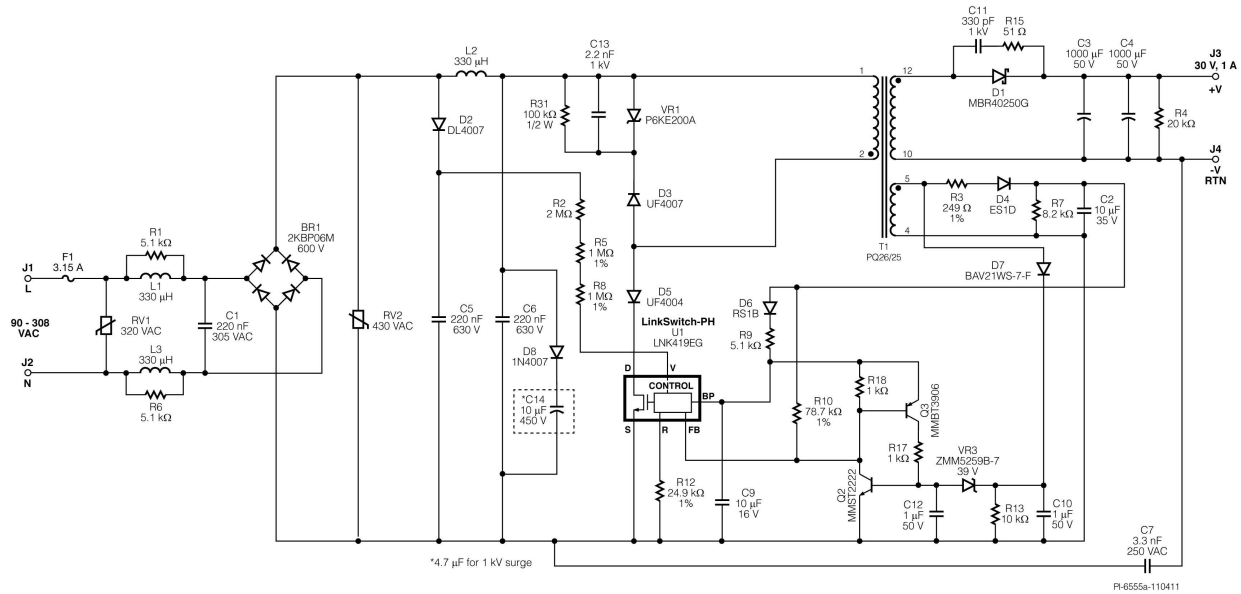 C11
330 pF
1 kV
R15
51 Ω
C3
1000 µF
50 V
C4
1000 µF
50 V
J3
30 V, 1 A
+V
L2
330 µH
C13
2.2 nF
1 kV
1
12
D1
MBR40250G
R31
100 kΩ
1/2 W
VR1
P6KE200A
D2
DL4007
R4
20 kΩ
2
10
J4
-V
RTN
D3
UF4007
R2
2 MΩ
5
R3
249 Ω
1%
D4
ES1D
R7
8.2 kΩ
C2
10 µF
35 V
4
T1
PQ26/25
R1
5.1 kΩ
BR1
2KBP06M
600 V
R5
1 MΩ
1%
D7
BAV21WS-7-F
F1
3.15 A
J1
L
L1
330 µH
R8
1 MΩ
1%
D5
UF4004
D6
RS1B
90 - 308
VAC
RV1
320 VAC
C1
220 nF
305 VAC
RV2
430 VAC
C5
220 nF
630 V
C6
220 nF
630 V
LinkSwitch-PH
U1
LNK419EG
R9
5.1 kΩ
L3
330 µH
J2
N
D8
1N4007
D
V
CONTROL
BP
S
R
FB
R18
1 kΩ
Q3
MMBT3906
R6
5.1 kΩ
*C14
10 µF
450 V
R10
78.7 kΩ
1%
R17
1 kΩ
VR3
ZMM5259B-7
39 V
R12
24.9 kΩ
1%
C9
10 µF
16 V
Q2
MMST2222
C12
1 µF
50 V
R13
10 kΩ
C10
1 µF
50 V
C7
3.3 nF
250 VAC
*4.7 µF for 1 kV surge
PI-6555a-110411